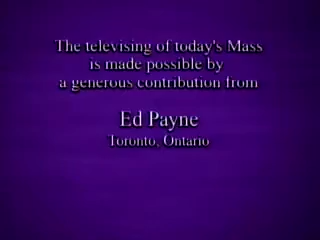 The televising of today's Mass
is made possible by
a generous contribution from
Ed Payne
Toronto, Ontario